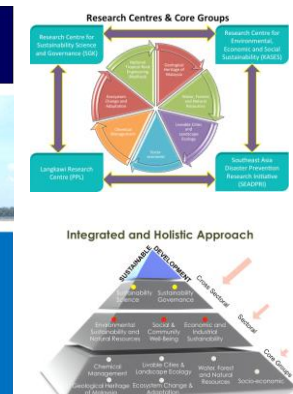 Research Centres & Core Groups
Research Centre for
Sustainability Science
and Governance (SGK)
Research Centre for
Environmental,
Economic and Social
Sustainability (KASES)
Geological
Heritage of
Malaysia
Water, Forest
and Natural
Resources
Livable Cities
and
Landscape
Ecology
Chemical
Management
Ecosystem
Change and
Adaptation
Langkawi Research
Centre (PPL)
Southeast Asia
Disaster Prevention
Research Initiative
(SEADPRI)
Integrated and Holistic Approach
SUSTAINABLE
DEVELOPMENT
Cross Sectoral
Sustainability
Science
Sustainability
Governance
Sectoral
Environmental
Sustainability and
Natural Resources
Social &
Community
Well-Being
Economic and
Industrial
Sustainability
Core Groups
Chemical
Management
Livable Cities &
Landscape Ecology
Water, Forest
and Natural
Resources
Socio-economic
Geological Heritage
of Malaysia
Ecosystem Change &
Adaptation